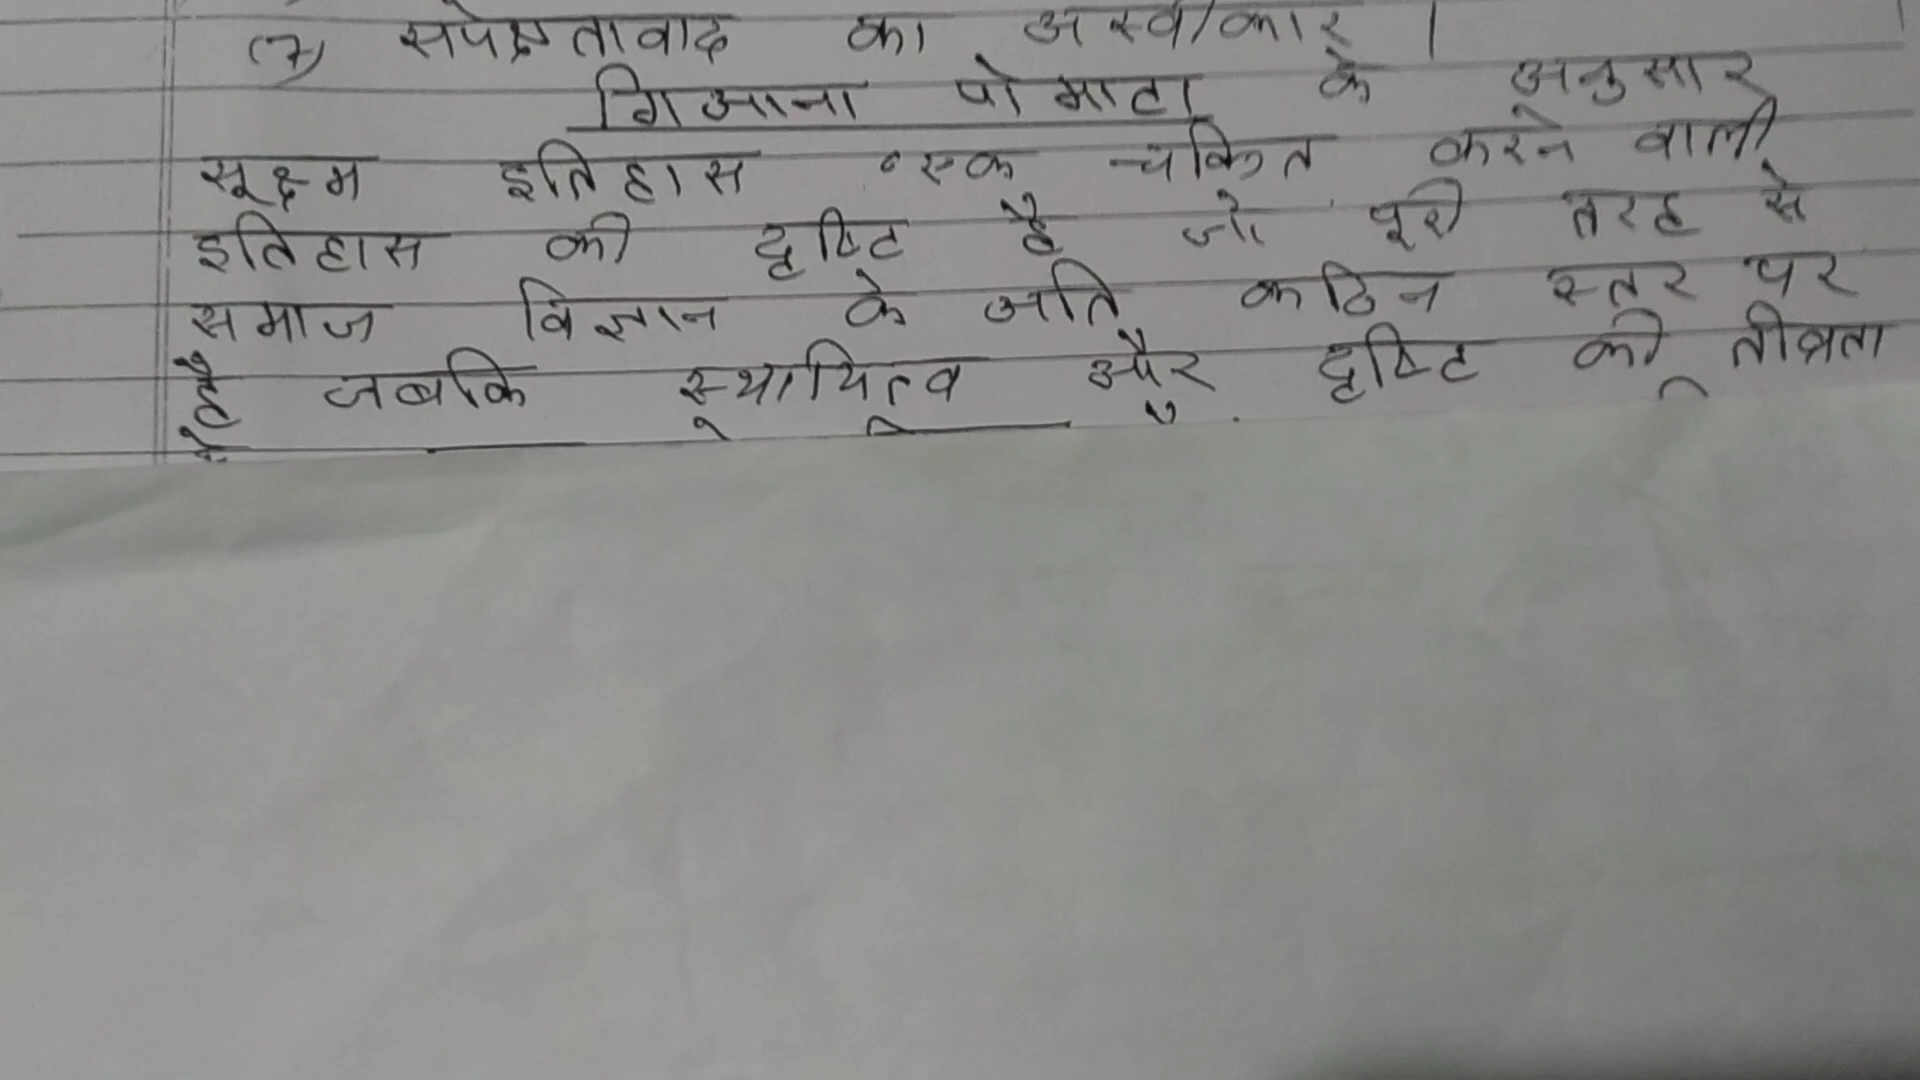 (7) सपेक्षतावाद का अस्वीकार |
गिआना पोमाटा के अनुसार
सूक्ष्म इतिहास एक चकित करने वाली
इतिहास की दृष्टि है जो पूरी तरह से
समाज विज्ञान के अति कठिन स्तर पर
है जबकि स्थायित्व और दृष्टि की तीव्रता